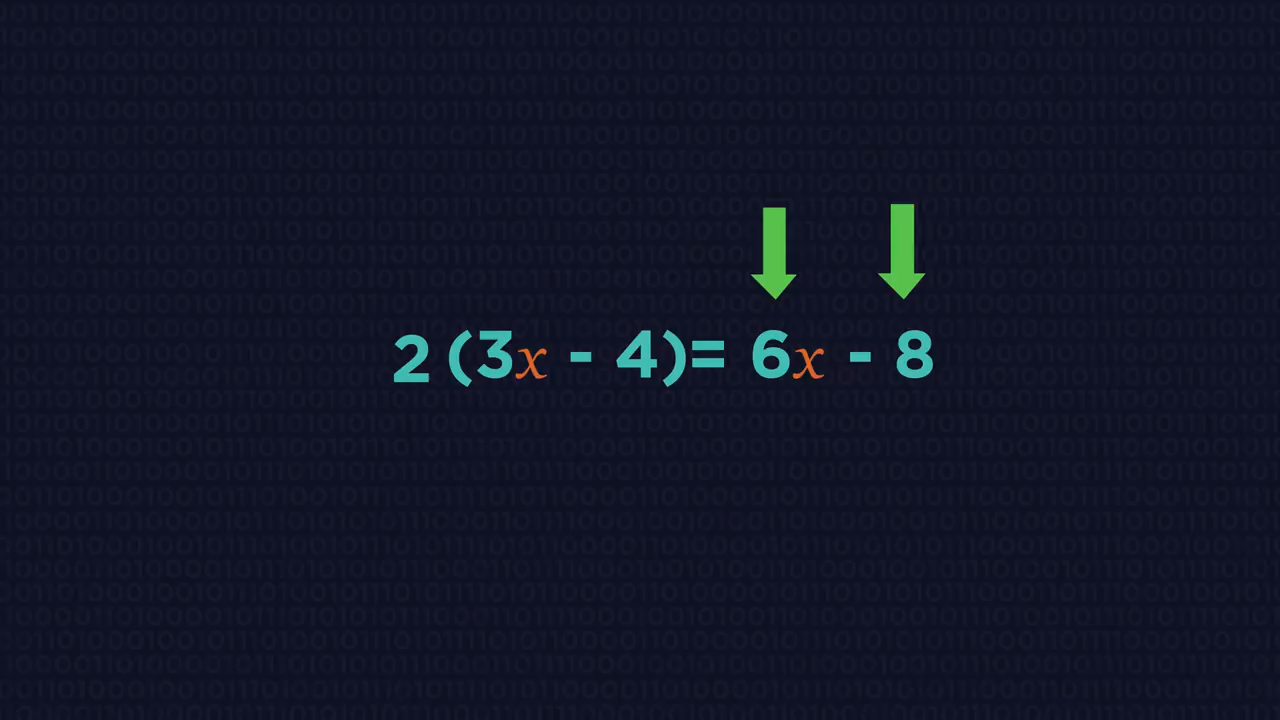 2 (3x - 4)= 6x - 8